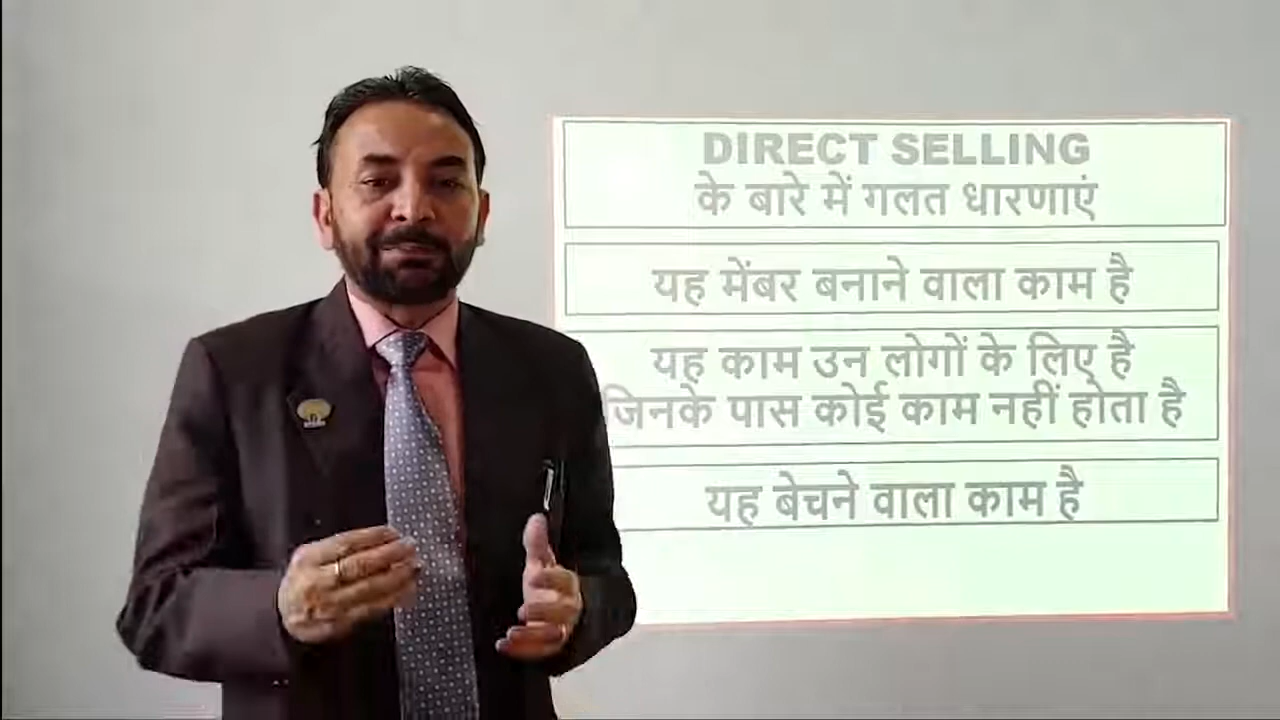 DIRECT SELLING
के बारे में गलत धारणाएं
यह मेंबर बनाने वाला काम है
यह काम उन लोगों के लिए है
जिनके पास कोई काम नहीं होता है
यह बेचने वाला काम है